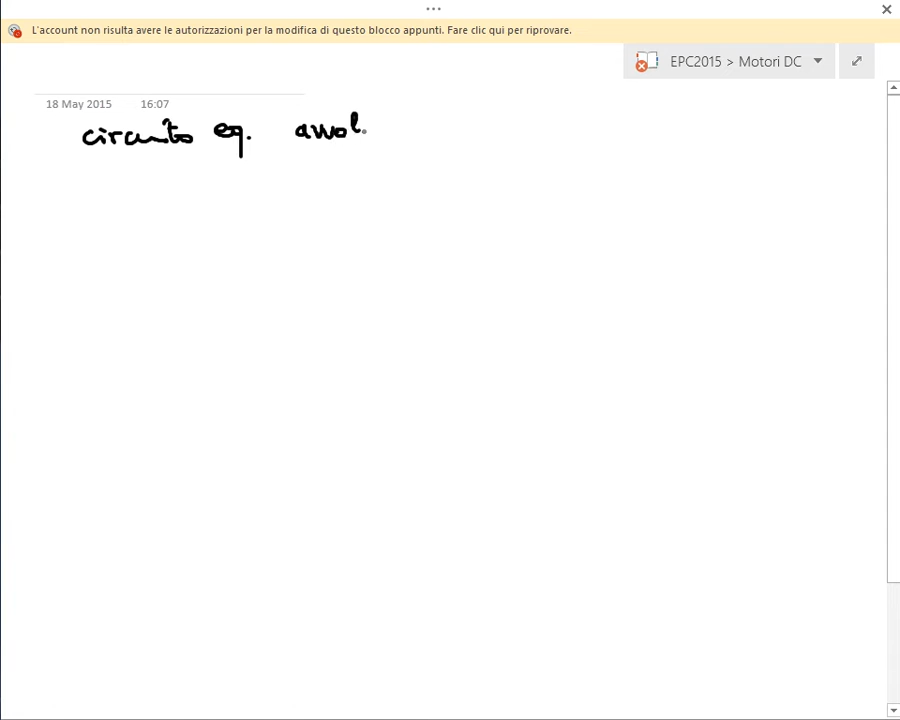 L'account non risulta avere le autorizzazioni per la modifica di questo blocco appunti. Fare clic qui per riprovare.
EPC2015 > Motori DC
18 May 2015 16:07
circuito eq. avvol.